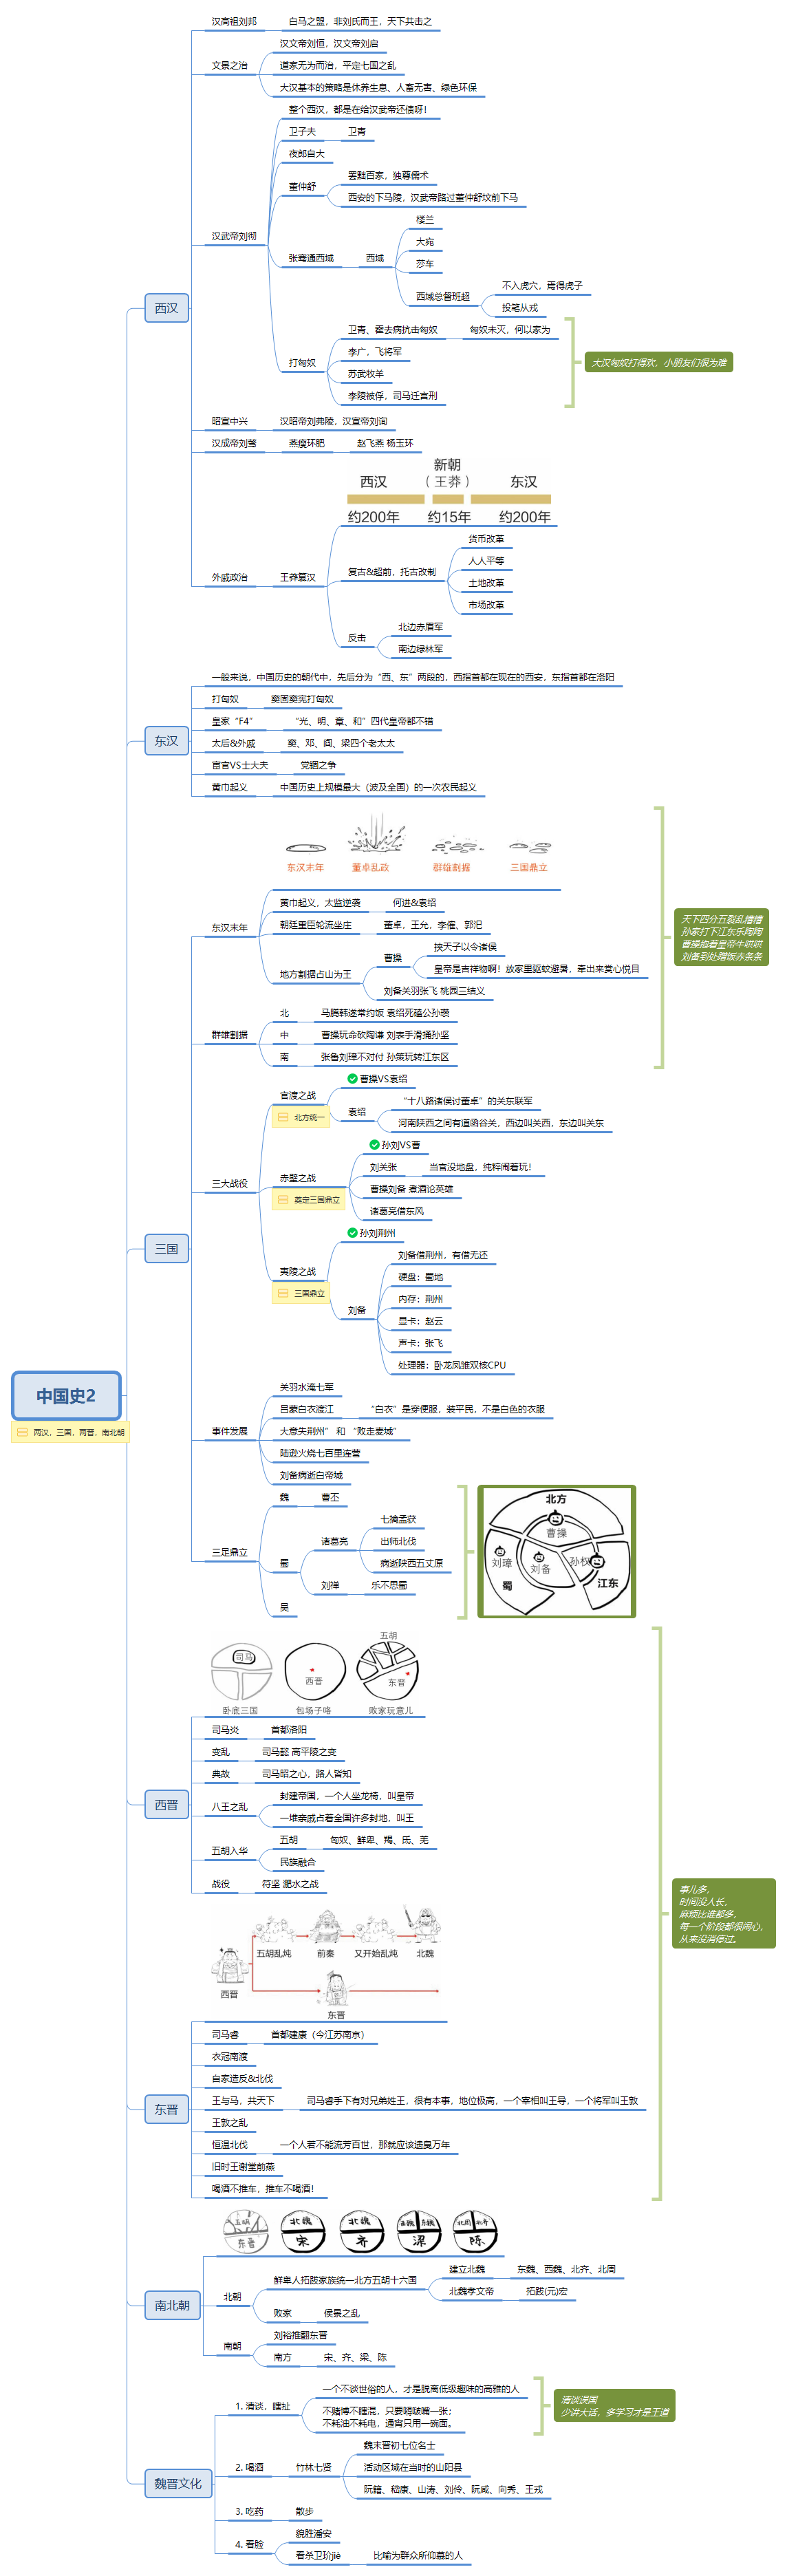 中国史2
两汉，三国，两晋，南北朝
西汉
汉高祖刘邦
白马之盟，非刘氏而王，天下共击之
文景之治
汉文帝刘恒，汉文帝刘启
道家无为而治，平定七国之乱
大汉基本的策略是休养生息、人畜无害、绿色环保
汉武帝刘彻
整个西汉，都是在给汉武帝还债呀！
卫子夫
卫青
夜郎自大
董仲舒
罢黜百家，独尊儒术
西安的下马陵，汉武帝路过董仲舒坟前下马
张骞通西域
西域
楼兰
大宛
莎车
西域总督班超
不入虎穴，焉得虎子
投笔从戎
打匈奴
卫青、霍去病抗击匈奴
匈奴未灭，何以家为
李广，飞将军
苏武牧羊
李陵被俘，司马迁宫刑
大汉匈奴打得欢，小朋友们很为难
昭宣中兴
汉昭帝刘弗陵，汉宣帝刘询
汉成帝刘骜
燕瘦环肥
赵飞燕 杨玉环
外戚政治
王莽篡汉
西汉
新朝
（王莽）
东汉
约200年
约15年
约200年
复古&超前，托古改制
货币改革
人人平等
土地改革
市场改革
反击
北边赤眉军
南边绿林军
东汉
一般来说，中国历史的朝代中，先后分为“西、东”两段的，西指首都在现在的西安，东指首都在洛阳
打匈奴
窦固窦宪打匈奴
皇家“F4”
“光、明、章、和”四代皇帝都不错
太后&外戚
窦、邓、阎、梁四个老太太
宦官VS士大夫
党锢之争
黄巾起义
中国历史上规模最大（波及全国）的一次农民起义
三国
东汉末年
东汉末年
董卓乱政
群雄割据
三国鼎立
黄巾起义，太监逆袭
何进&袁绍
朝廷重臣轮流坐庄
董卓，王允，李傕、郭汜
地方割据占山为王
曹操
挟天子以令诸侯
皇帝是吉祥物啊！放家里驱蚊避暑，牵出来赏心悦目
刘备关羽张飞 桃园三结义
群雄割据
北
马腾韩遂常约饭 袁绍死磕公孙瓒
中
曹操玩命砍陶谦 刘表手滑捅孙坚
南
张鲁刘璋不对付 孙策玩转江东区
天下四分五裂乱糟糟
孙家打下江东乐陶陶
曹操抱着皇帝牛哄哄
刘备到处蹭饭赤条条
三大战役
官渡之战
北方统一
曹操VS袁绍
袁绍
“十八路诸侯讨董卓”的关东联军
河南陕西之间有道函谷关，西边叫关西，东边叫关东
赤壁之战
奠定三国鼎立
孙刘VS曹
刘关张
当官没地盘，纯粹闹着玩！
曹操刘备 煮酒论英雄
诸葛亮借东风
夷陵之战
三国鼎立
孙刘荆州
刘备
刘备借荆州，有借无还
硬盘：蜀地
内存：荆州
显卡：赵云
声卡：张飞
处理器：卧龙凤雏双核CPU
事件发展
关羽水淹七军
吕蒙白衣渡江
“白衣”是穿便服，装平民，不是白色的衣服
大意失荆州” 和 “败走麦城”
陆逊火烧七百里连营
刘备病逝白帝城
三足鼎立
魏
曹丕
蜀
诸葛亮
七擒孟获
出师北伐
病逝陕西五丈原
刘禅
乐不思蜀
吴
北方
曹操
刘璋
刘备
孙权
蜀
江东
西晋
司马
西晋
五胡
东晋
卧底三国
包场子咯
败家玩意儿
司马炎
首都洛阳
变乱
司马懿 高平陵之变
典故
司马昭之心，路人皆知
八王之乱
封建帝国，一个人坐龙椅，叫皇帝
一堆亲戚占着全国许多封地，叫王
五胡入华
五胡
匈奴、鲜卑、羯、氐、羌
民族融合
战役
符坚 淝水之战
东晋
西晋
五胡乱炖
前秦
又开始乱炖
北魏
东晋
司马睿
首都建康（今江苏南京）
衣冠南渡
自家造反&北伐
王与马，共天下
司马睿手下有对兄弟姓王，很有本事，地位极高，一个宰相叫王导，一个将军叫王敦
王敦之乱
恒温北伐
一个人若不能流芳百世，那就应该遗臭万年
旧时王谢堂前燕
喝酒不推车，推车不喝酒！
事儿多，
时间没人长，
麻烦比谁都多，
每一个阶段都很闹心，
从来没消停过。
南北朝
五胡
东晋
北魏
宋
北魏
齐
西魏
东魏
梁
北周
北齐
陈
北朝
鲜卑人拓跋家族统一北方五胡十六国
建立北魏
东魏、西魏、北齐、北周
北魏孝文帝
拓跋(元)宏
败家
侯景之乱
南朝
刘裕推翻东晋
南方
宋、齐、梁、陈
魏晋文化
1. 清谈，瞎扯
一个不谈世俗的人，才是脱离低级趣味的高雅的人
不赌博不瞎混，只要嘚啵嘴一张；
不耗油不耗电，通宵只用一碗面。
清谈误国
少讲大话，多学习才是王道
2. 喝酒
竹林七贤
魏末晋初七位名士
活动区域在当时的山阳县
阮籍、嵇康、山涛、刘伶、阮咸、向秀、王戎
3. 吃药
散步
4. 看脸
貌胜潘安
看杀卫玠jiè
比喻为群众所仰慕的人